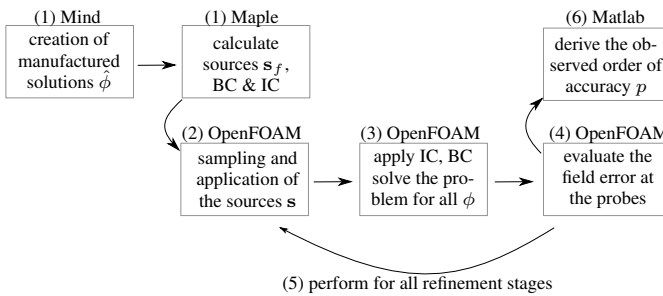 (1) Mind
creation of
manufactured
solutions ϕ̂
(1) Maple
calculate
sources s_f,
BC & IC
(6) Matlab
derive the ob-
served order of
accuracy p
(2) OpenFOAM
sampling and
application of
the sources s
(3) OpenFOAM
apply IC, BC
solve the pro-
blem for all ϕ
(4) OpenFOAM
evaluate the
field error at
the probes
(5) perform for all refinement stages